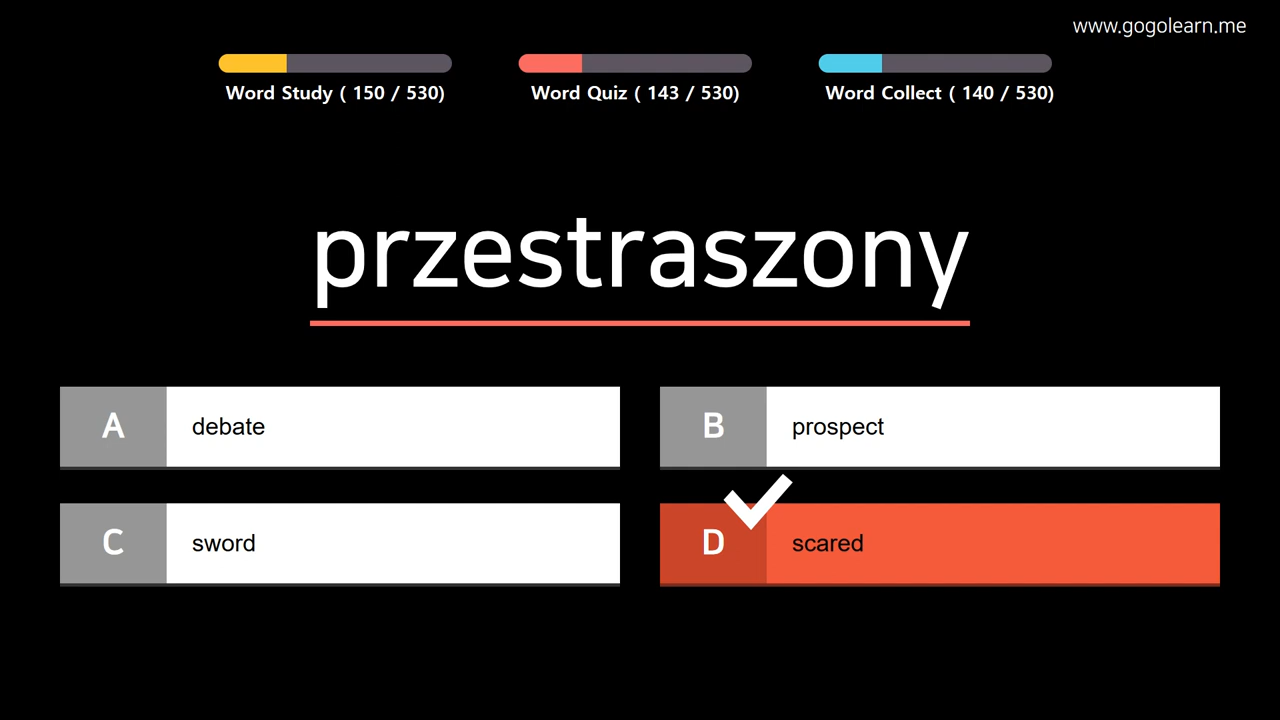 www.gogolearn.me
Word Study ( 150 / 530)
Word Quiz ( 143 / 530)
Word Collect ( 140 / 530)
przestraszony
A debate
B prospect
C sword
D scared